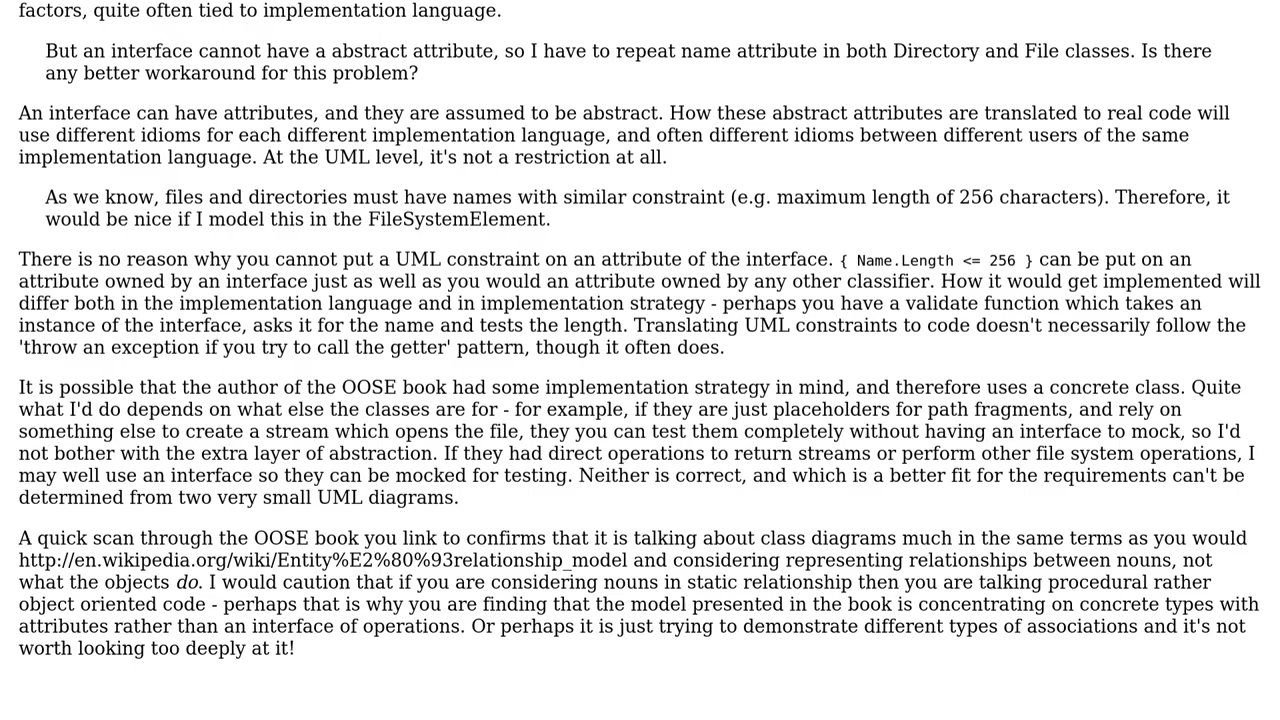 factors, quite often tied to implementation language.
But an interface cannot have a abstract attribute, so I have to repeat name attribute in both Directory and File classes. Is there
any better workaround for this problem?
An interface can have attributes, and they are assumed to be abstract. How these abstract attributes are translated to real code will
use different idioms for each different implementation language, and often different idioms between different users of the same
implementation language. At the UML level, it's not a restriction at all.
As we know, files and directories must have names with similar constraint (e.g. maximum length of 256 characters). Therefore, it
would be nice if I model this in the FileSystemElement.
There is no reason why you cannot put a UML constraint on an attribute of the interface. { Name.Length <= 256 } can be put on an
attribute owned by an interface just as well as you would an attribute owned by any other classifier. How it would get implemented will
differ both in the implementation language and in implementation strategy - perhaps you have a validate function which takes an
instance of the interface, asks it for the name and tests the length. Translating UML constraints to code doesn't necessarily follow the
'throw an exception if you try to call the getter' pattern, though it often does.
It is possible that the author of the OOSE book had some implementation strategy in mind, and therefore uses a concrete class. Quite
what I'd do depends on what else the classes are for - for example, if they are just placeholders for path fragments, and rely on
something else to create a stream which opens the file, they you can test them completely without having an interface to mock, so I'd
not bother with the extra layer of abstraction. If they had direct operations to return streams or perform other file system operations, I
may well use an interface so they can be mocked for testing. Neither is correct, and which is a better fit for the requirements can't be
determined from two very small UML diagrams.
A quick scan through the OOSE book you link to confirms that it is talking about class diagrams much in the same terms as you would
http://en.wikipedia.org/wiki/Entity%E2%80%93relationship_model and considering representing relationships between nouns, not
what the objects do. I would caution that if you are considering nouns in static relationship then you are talking procedural rather
object oriented code - perhaps that is why you are finding that the model presented in the book is concentrating on concrete types with
attributes rather than an interface of operations. Or perhaps it is just trying to demonstrate different types of associations and it's not
worth looking too deeply at it!